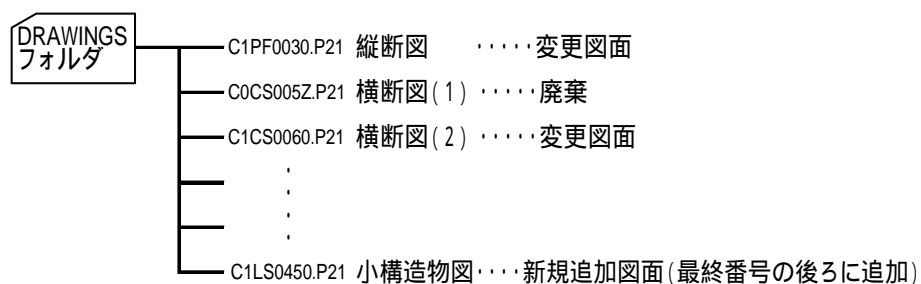 DRAWINGS
フォルダ
C1PF0030.P21 縦断図 ・・・・・変更図面
C0CS005Z.P21 横断図(1) ・・・・・廃棄
C1CS0060.P21 横断図(2) ・・・・・変更図面
・
・
・
・
C1LS0450.P21 小構造物図・・・・新規追加図面(最終番号の後ろに追加)